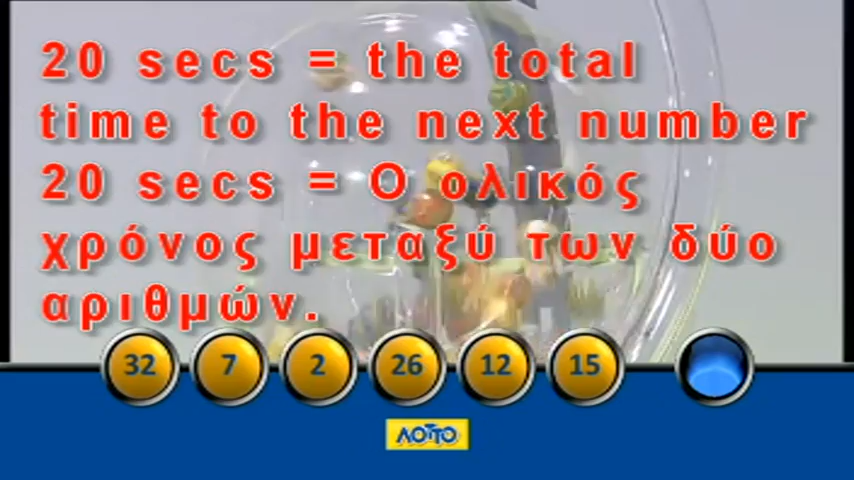 20 secs = the total
time to the next number
20 secs = Ο ολικός
χρόνος μεταξύ των δύο
αριθμών.
32 7 2 26 12 15
ΛΟΤΤΟ